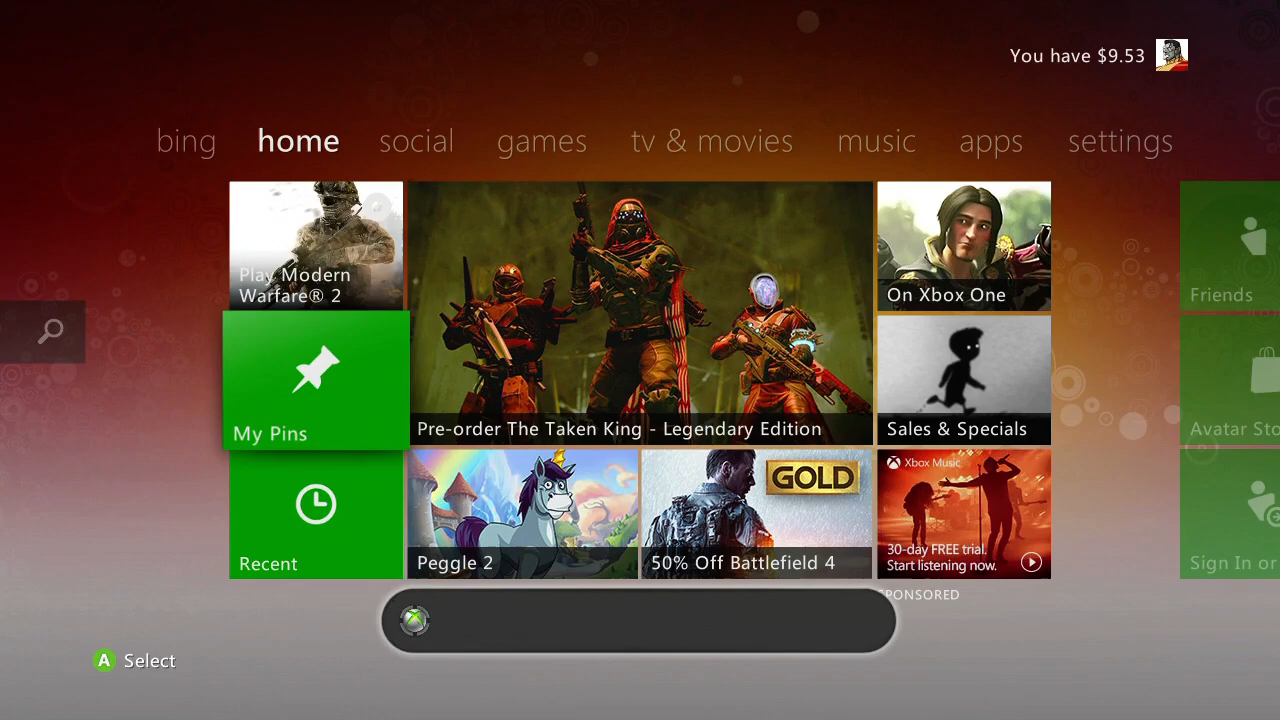 You have $9.53
bing home social games tv & movies music apps settings
Play Modern
Warfare® 2
On Xbox One
Friends
My Pins
Pre-order The Taken King - Legendary Edition
Sales & Specials
Avatar Sto
GOLD
Xbox Music
30-day FREE trial.
Start listening now.
Recent
Peggle 2
50% Off Battlefield 4
Sign In or
SPONSORED
A Select